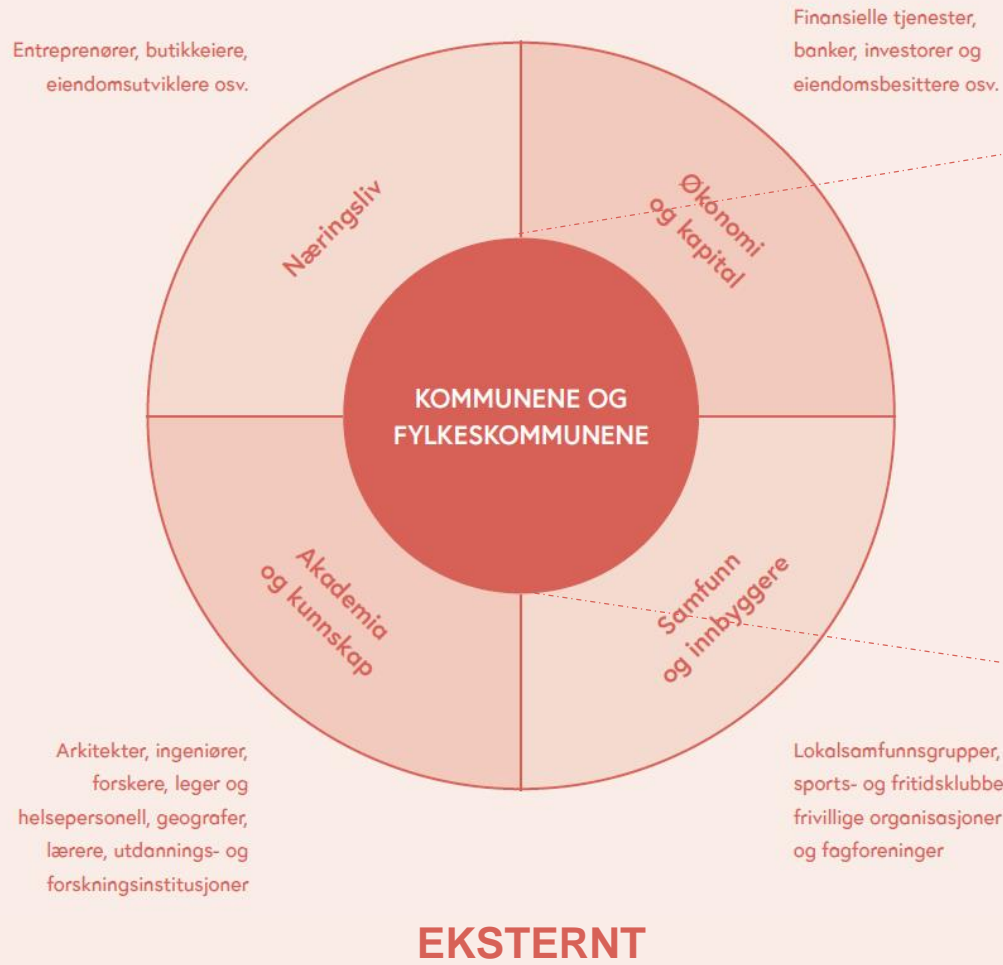 Entreprenører, butikkeiere,
eiendomsutviklere osv.
Finansielle tjenester,
banker, investorer og
eiendomsbesittere osv.
Næringsliv
Økonomi
og kapital
KOMMUNENE OG
FYLKESKOMMUNENE
Akademia
og kunnskap
Samfunn
og innbyggere
Arkitekter, ingeniører,
forskere, leger og
helsepersonell, geografer,
lærere, utdannings- og
forskningsinstitusjoner
Lokalsamfunnsgrupper,
sports- og fritidsklubbe
frivillige organisasjoner
og fagforeninger
EKSTERNT